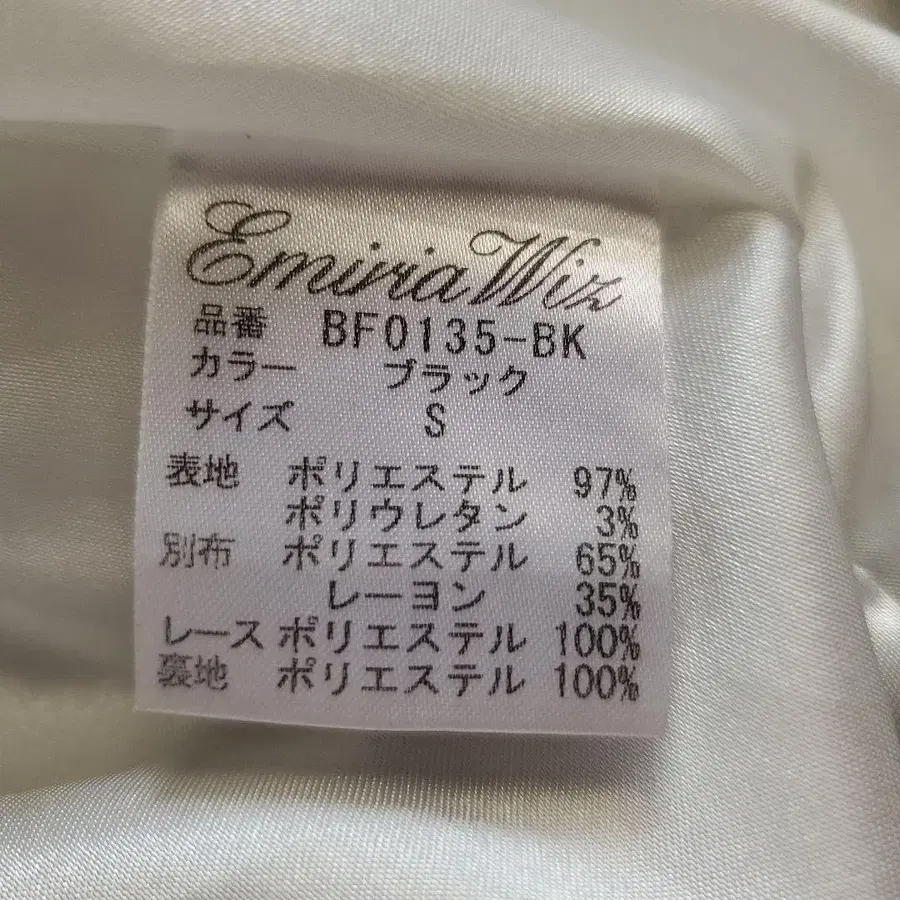 EmiriaWiz
品番 BF0135-BK
カラー ブラック
サイズ S
表地 ポリエステル 97%
ポリウレタン 3%
別布 ポリエステル 65%
レーヨン 35%
レース ポリエステル 100%
裏地 ポリエステル 100%